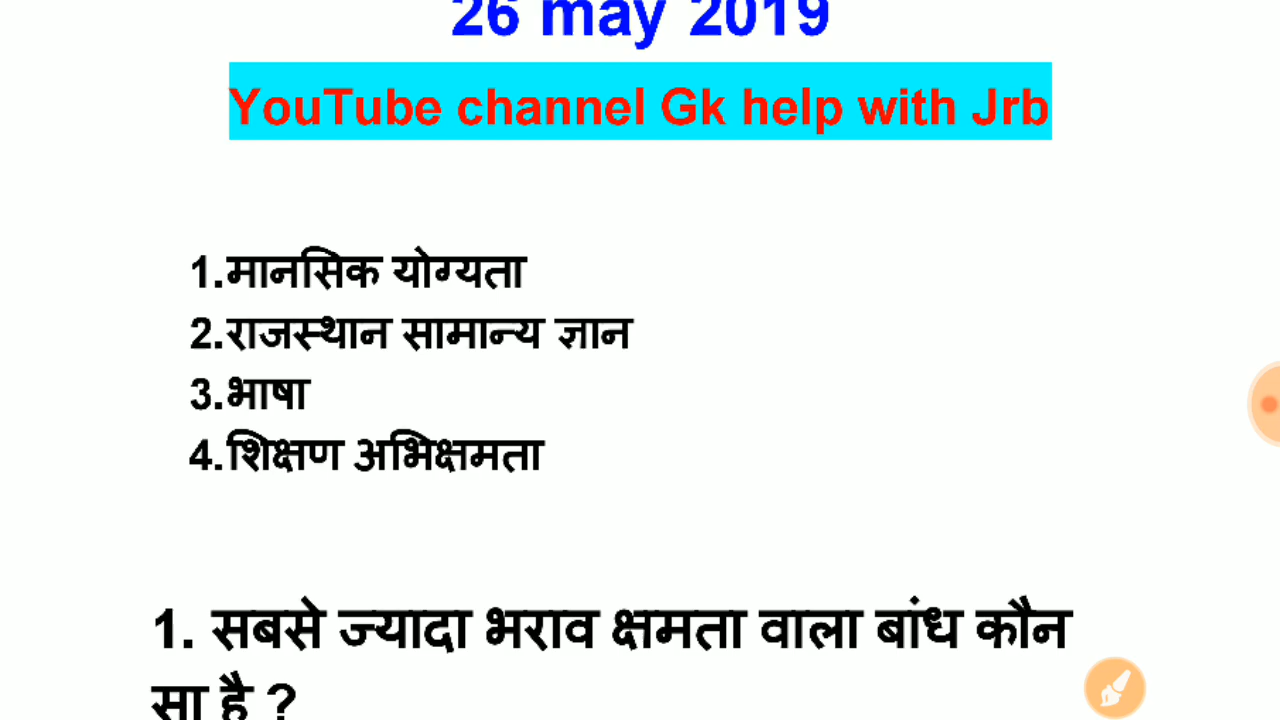 26 may 2019
YouTube channel Gk help with Jrb
1.मानसिक योग्यता
2.राजस्थान सामान्य ज्ञान
3.भाषा
4.शिक्षण अभिक्षमता
1. सबसे ज्यादा भराव क्षमता वाला बांध कौन
सा है ?